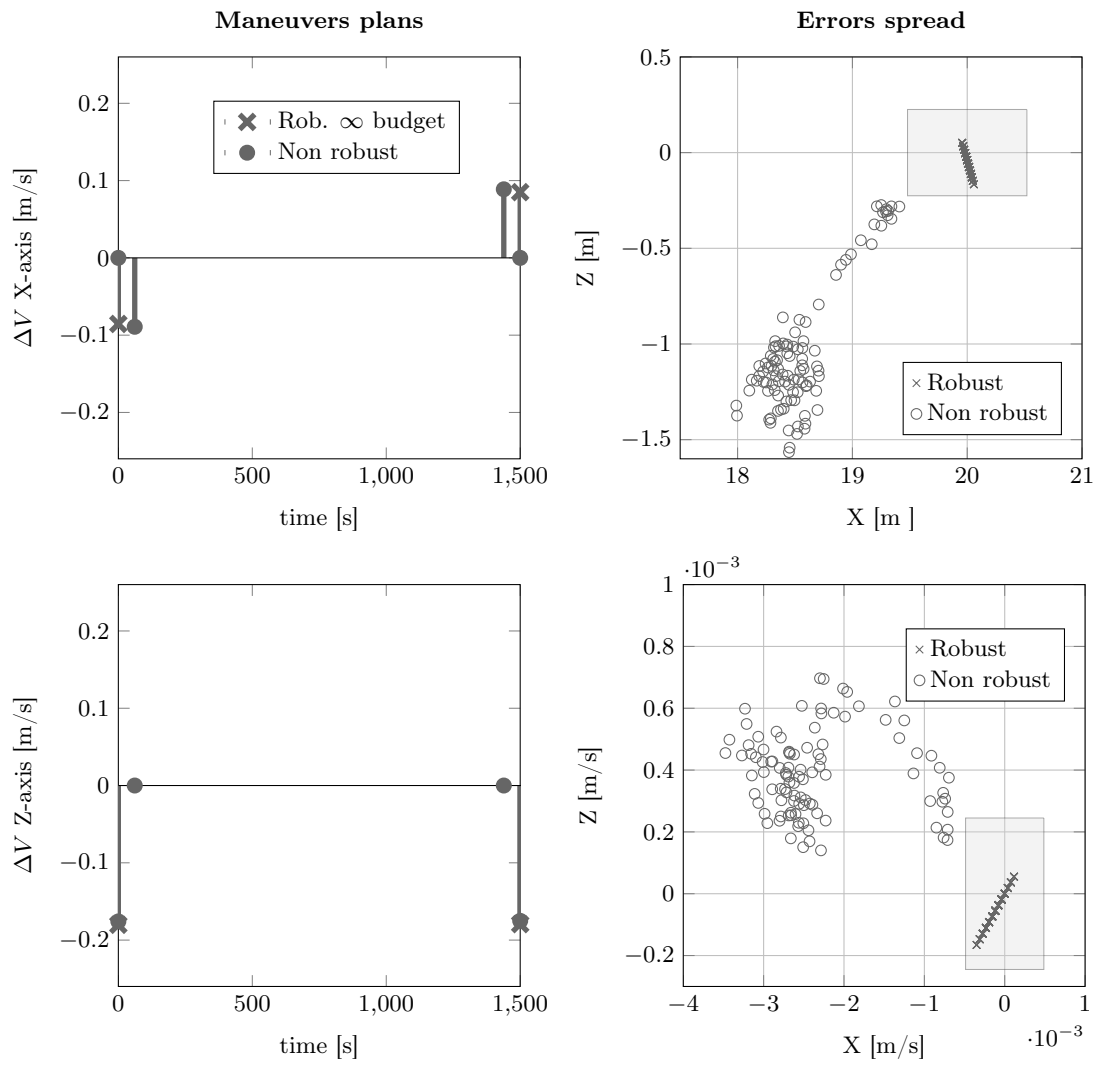 Maneuvers plans
Errors spread
0.2
0.1
0
−0.1
−0.2
ΔV X-axis [m/s]
Rob. ∞ budget
Non robust
0 500 1,000 1,500
time [s]
0.5
0
−0.5
−1
−1.5
Z [m]
Robust
Non robust
18 19 20 21
X [m ]
0.2
0.1
0
−0.1
−0.2
ΔV Z-axis [m/s]
0 500 1,000 1,500
time [s]
·10⁻³
1
0.8
0.6
0.4
0.2
0
−0.2
Z [m/s]
Robust
Non robust
−4 −3 −2 −1 0 1
X [m/s]
·10⁻³